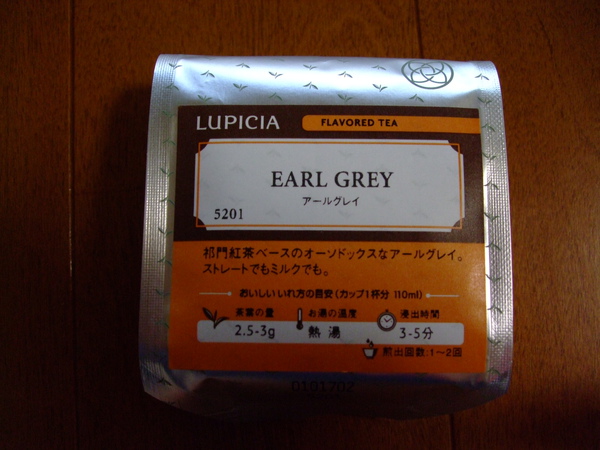 LUPICIA
FLAVORED TEA
EARL GREY
アールグレイ
5201
祁門紅茶ベースのオーソドックスなアールグレイ。
ストレートでもミルクでも。
おいしいいれ方の目安 (カップ1杯分 110ml)
茶葉の量 お湯の温度 浸出時間
2.5-3g 熱湯 3-5分
煎出回数:1〜2回
0191702